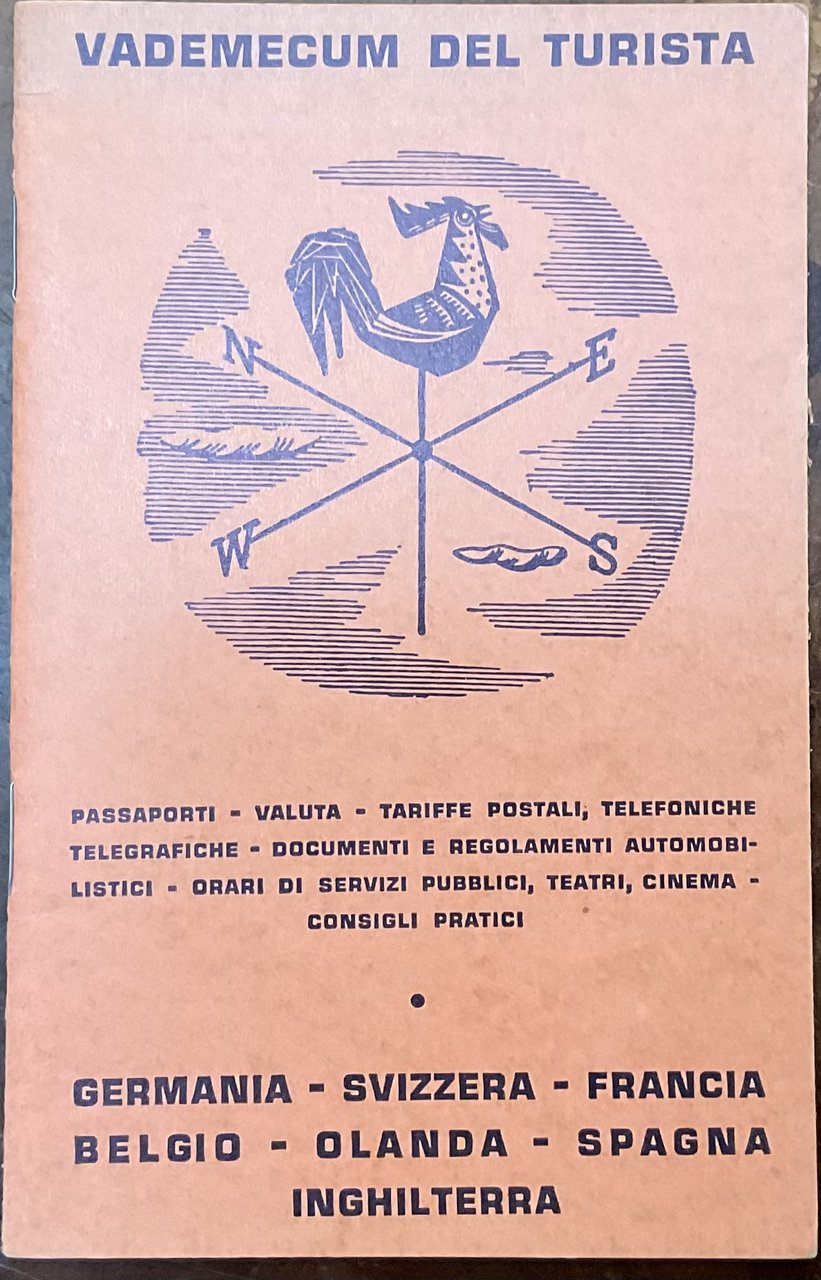 VADEMECUM DEL TURISTA
N
E
W
S
PASSAPORTI - VALUTA - TARIFFE POSTALI, TELEFONICHE
TELEGRAFICHE - DOCUMENTI E REGOLAMENTI AUTOMOBI-
LISTICI - ORARI DI SERVIZI PUBBLICI, TEATRI, CINEMA -
CONSIGLI PRATICI
•
GERMANIA - SVIZZERA - FRANCIA
BELGIO - OLANDA - SPAGNA
INGHILTERRA